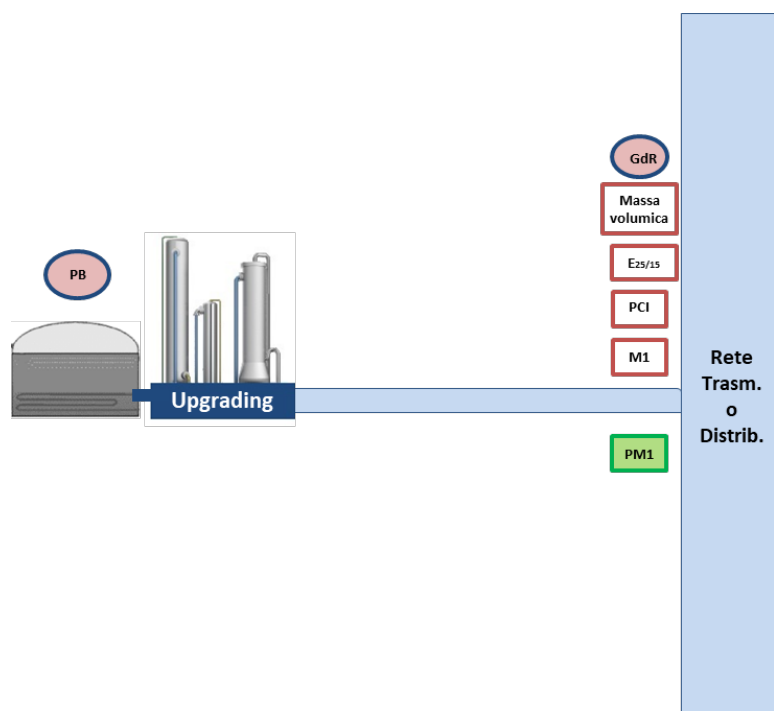 GdR
Massa
volumica
E25/15
PB
PCI
M1
Upgrading
PM1
Rete
Trasm.
o
Distrib.